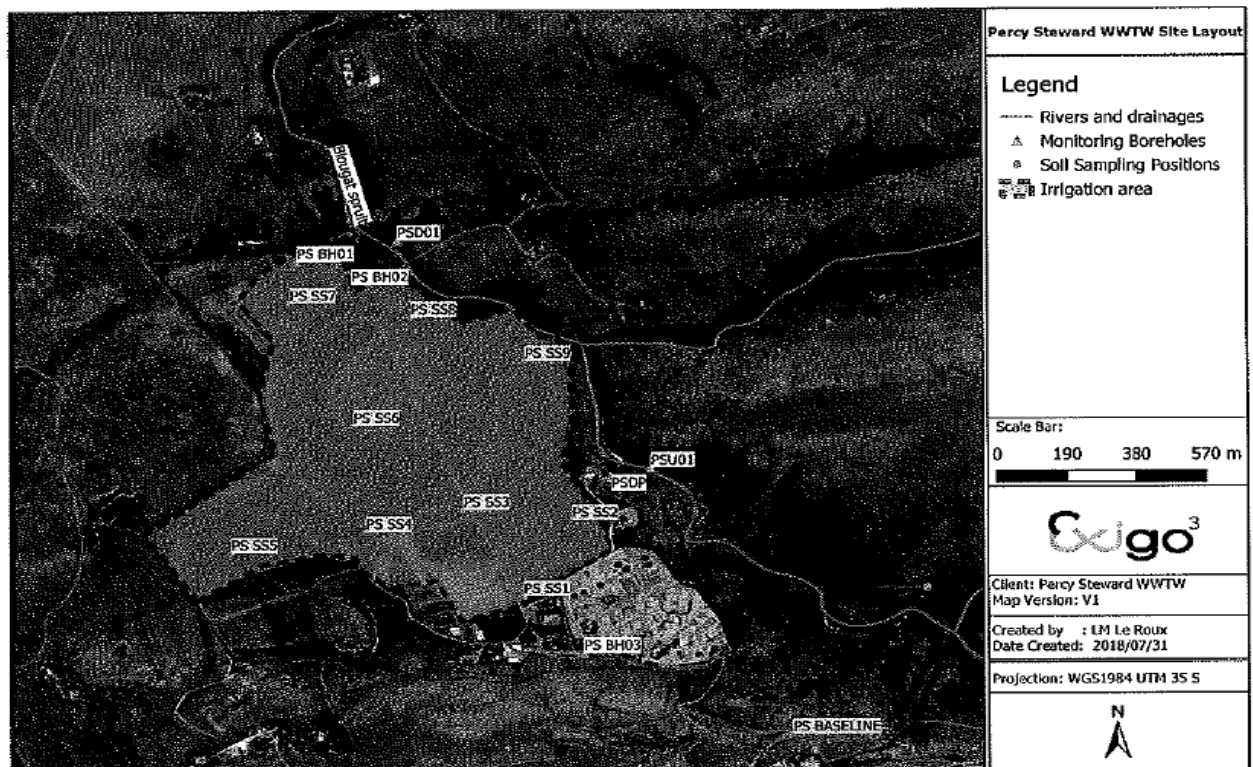 Percy Steward WWTW Site Layout
Legend
Rivers and drainages
Monitoring Boreholes
Soil Sampling Positions
Irrigation area
Scale Bar:
0 190 380 570 m
Exigo3
Client: Percy Steward WWTW
Map Version: V1
Created by : LM Le Roux
Date Created: 2018/07/31
Projection: WGS1984 UTM 35 S
N
Blougat spruit
PSD01
PS BH01
PS BH02
PS SS7
PS SS8
PS SS9
PS SS6
PSU01
PSDP
PS SS3
PS SS2
PS SS4
PS SS5
PS SS1
PS BH03
PS BASELINE